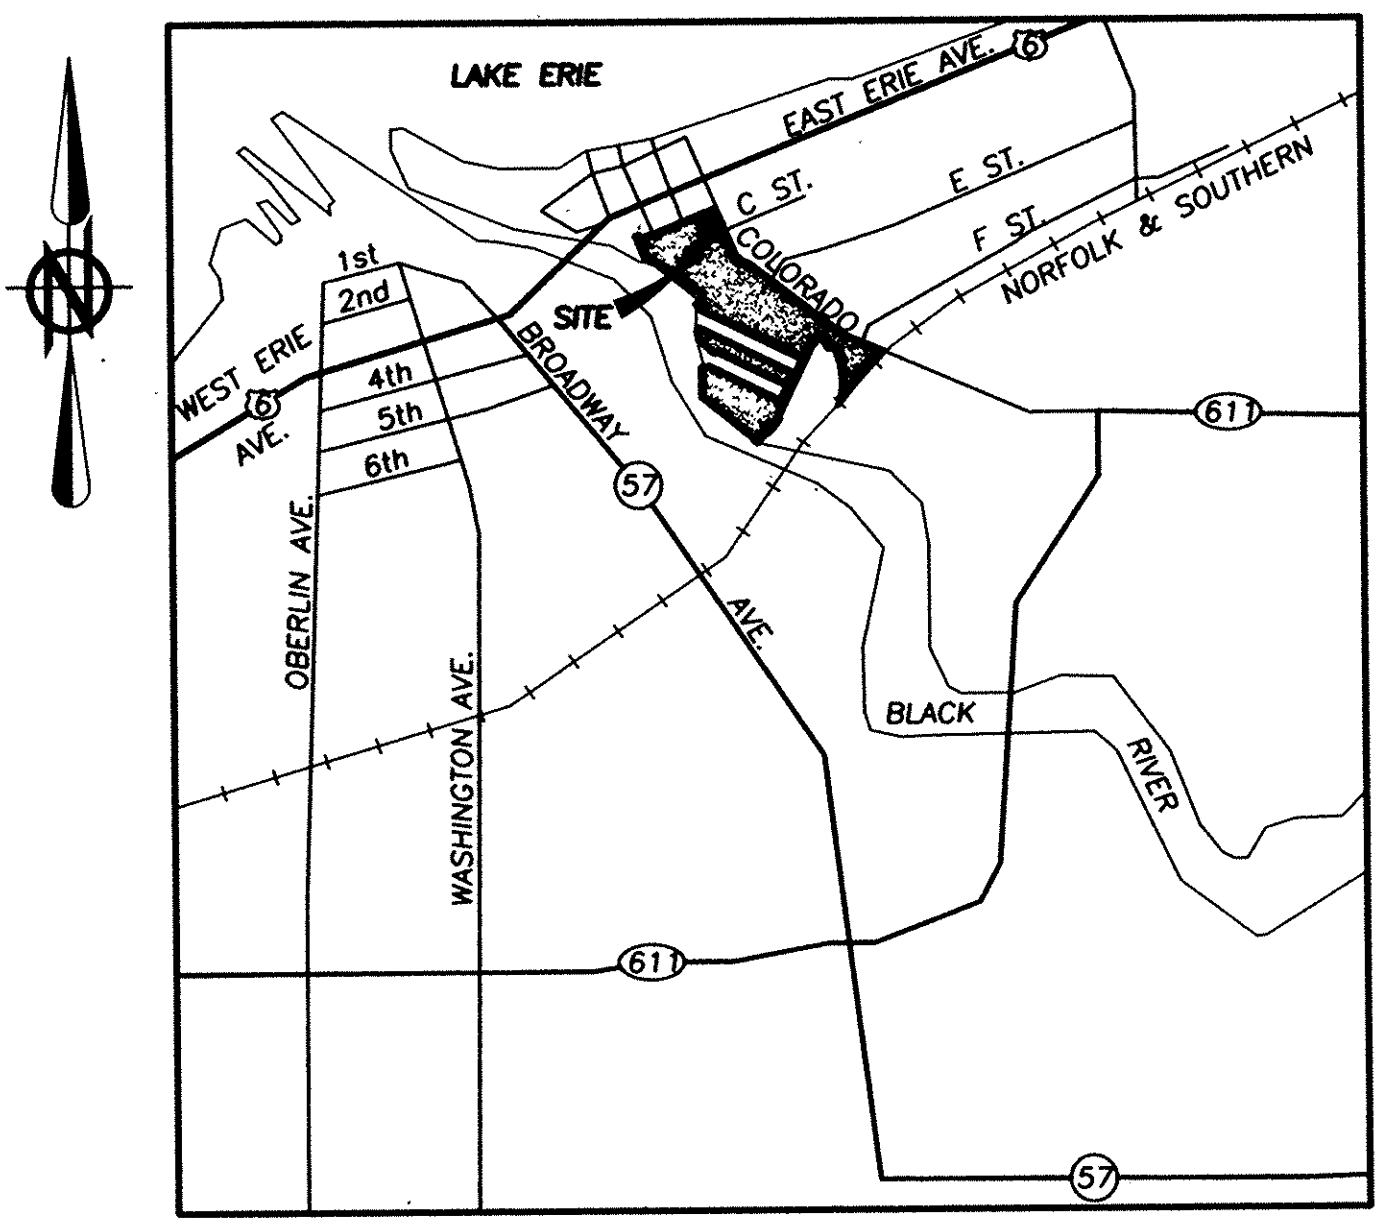 LAKE ERIE
EAST ERIE AVE.
6
C ST.
E ST.
F ST.
NORFOLK & SOUTHERN
COLORADO
N
SITE
1st
2nd
WEST ERIE
AVE.
6
4th
5th
6th
BROADWAY
AVE.
57
611
OBERLIN AVE.
WASHINGTON AVE.
BLACK
RIVER
611
57